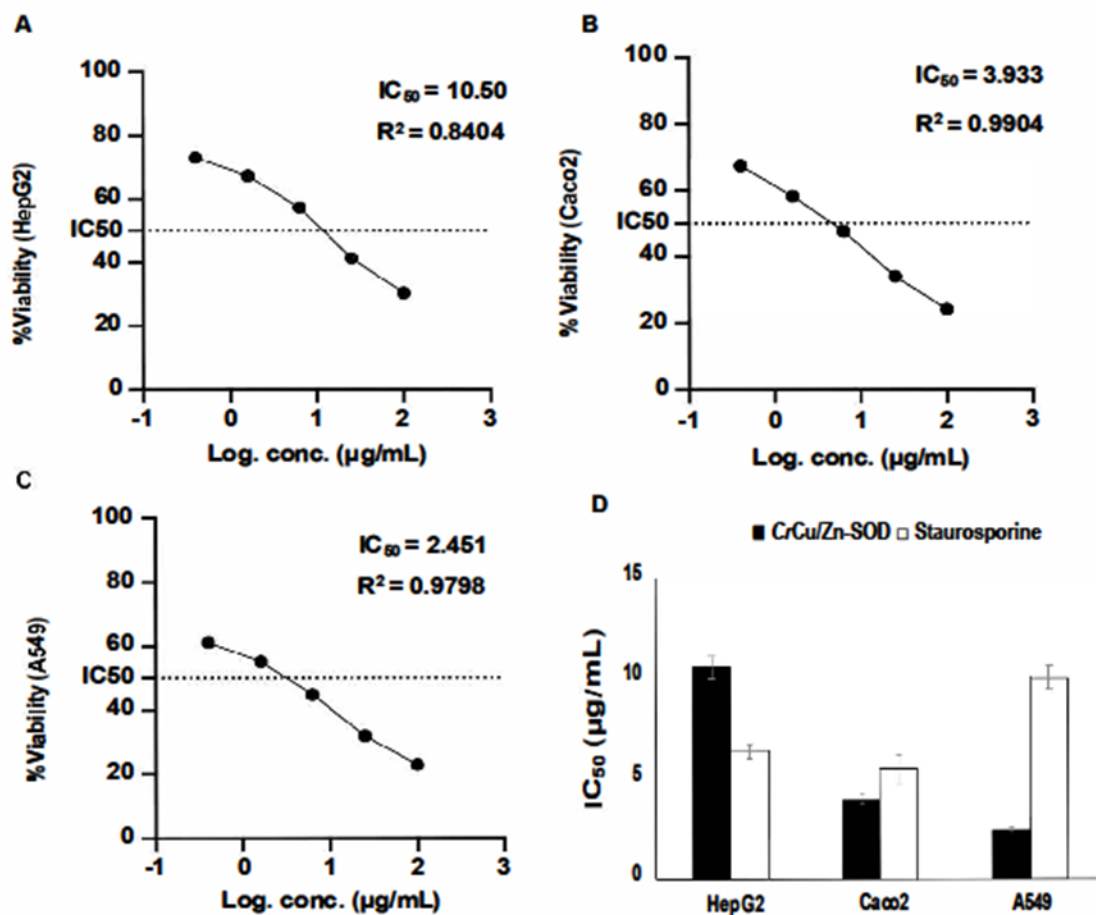 A
100
80
60
IC50
40
20
0
-1 0 1 2 3
%Viability (HepG2)
Log. conc. (µg/mL)
IC50 = 10.50
R2 = 0.8404
B
100
80
60
IC50
40
20
0
-1 0 1 2 3
% Viability (Caco2)
Log. conc. (µg/mL)
IC50 = 3.933
R2 = 0.9904
C
100
80
60
IC50
40
20
0
-1 0 1 2 3
%Viability (A549)
Log. conc. (µg/mL)
IC50 = 2.451
R2 = 0.9798
D
CrCu/Zn-SOD Staurosporine
15
10
5
0
IC50 (µg/mL)
HepG2 Caco2 A549